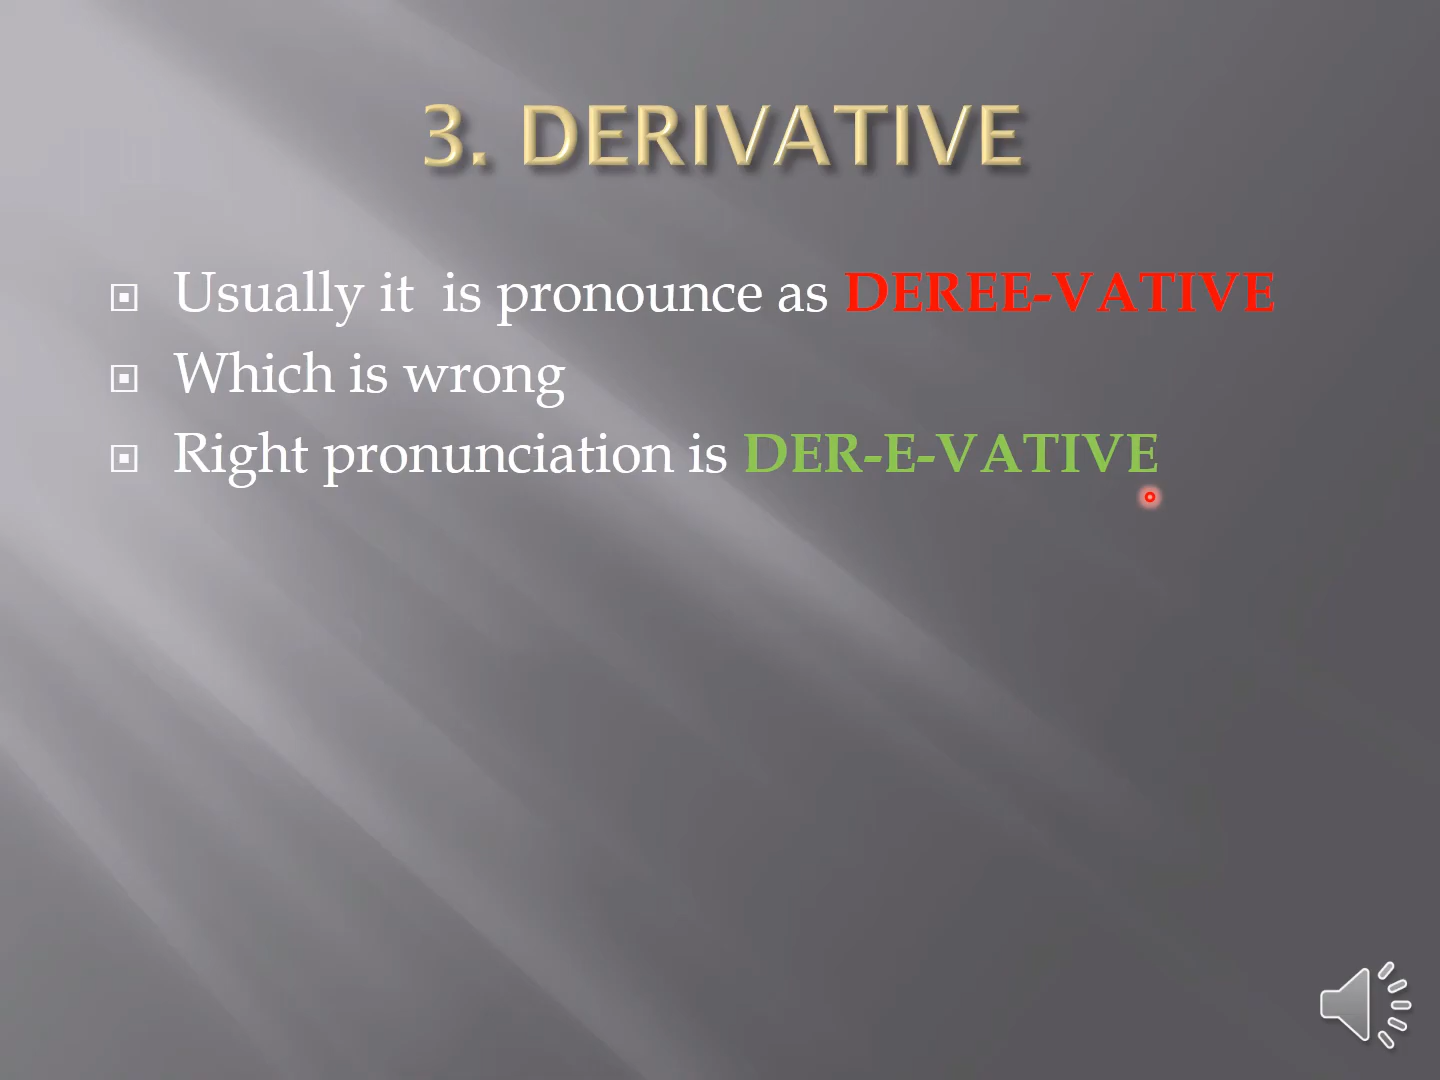 3. DERIVATIVE
Usually it  is pronounce as DEREE-VATIVE
Which is wrong
Right pronunciation is DER-E-VATIVE